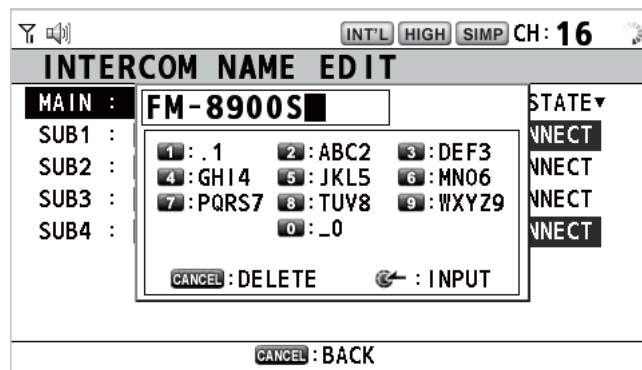 INT'L HIGH SIMP CH: 16
INTERCOM NAME EDIT
MAIN : FM-8900S STATE▼
SUB1 : NNECT
SUB2 : NNECT
SUB3 : NNECT
SUB4 : NNECT
1 : .1 2 : ABC2 3 : DEF3
4 : GHI4 5 : JKL5 6 : MNO6
7 : PQRS7 8 : TUV8 9 : WXYZ9
0 : _0
CANCEL : DELETE : INPUT
CANCEL : BACK